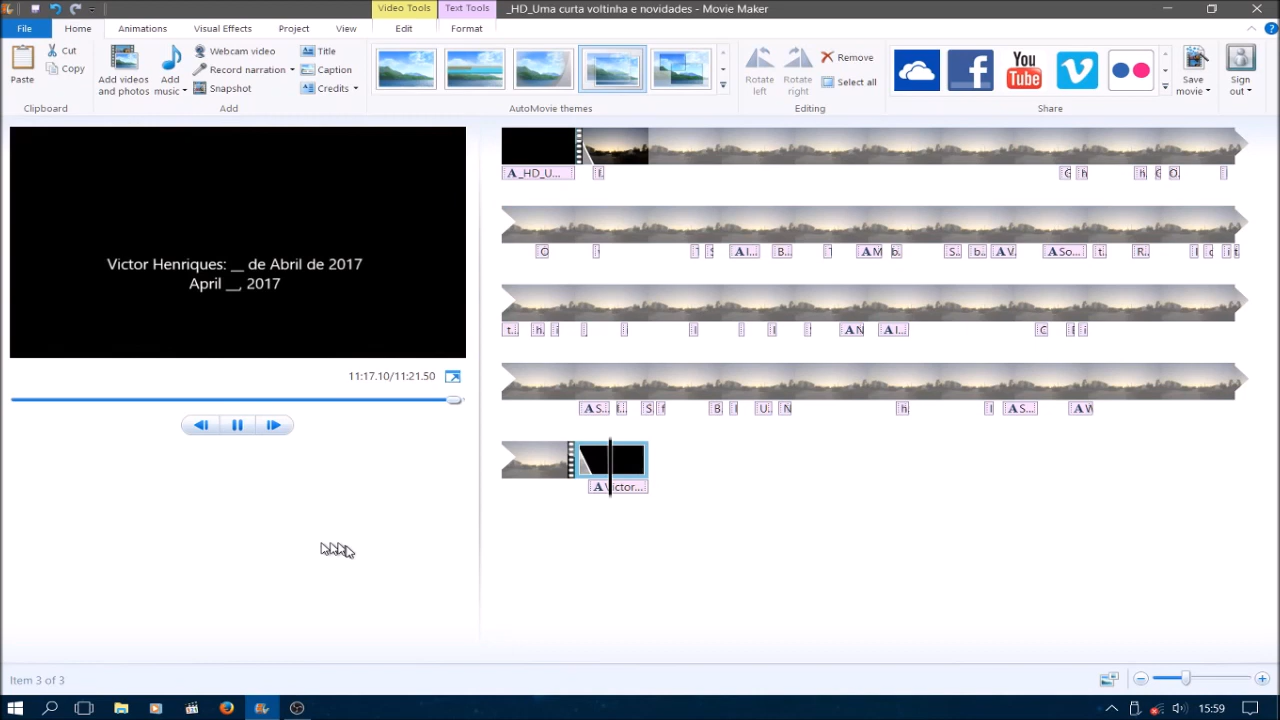 Video Tools
Text Tools
_HD_Uma curta voltinha e novidades - Movie Maker
File
Home
Animations
Visual Effects
Project
View
Edit
Format
Paste
Cut
Copy
Clipboard
Add videos
and photos
Add
music
Webcam video
Record narration
Snapshot
Title
Caption
Credits
Add
AutoMovie themes
Rotate
left
Rotate
right
Remove
Select all
Editing
You
Tube
Share
Save
movie
Sign
out
A _HD_U...
Victor Henriques: __ de Abril de 2017
April __, 2017
11:17.10/11:21.50
A I...
B...
A M
b.
S..
b..
A V.
A So...
t.
R..
t..
h.
A N
A I...
A S...
I...
U.
N
h.
A S...
A W
A Victor...
Item 3 of 3
15:59